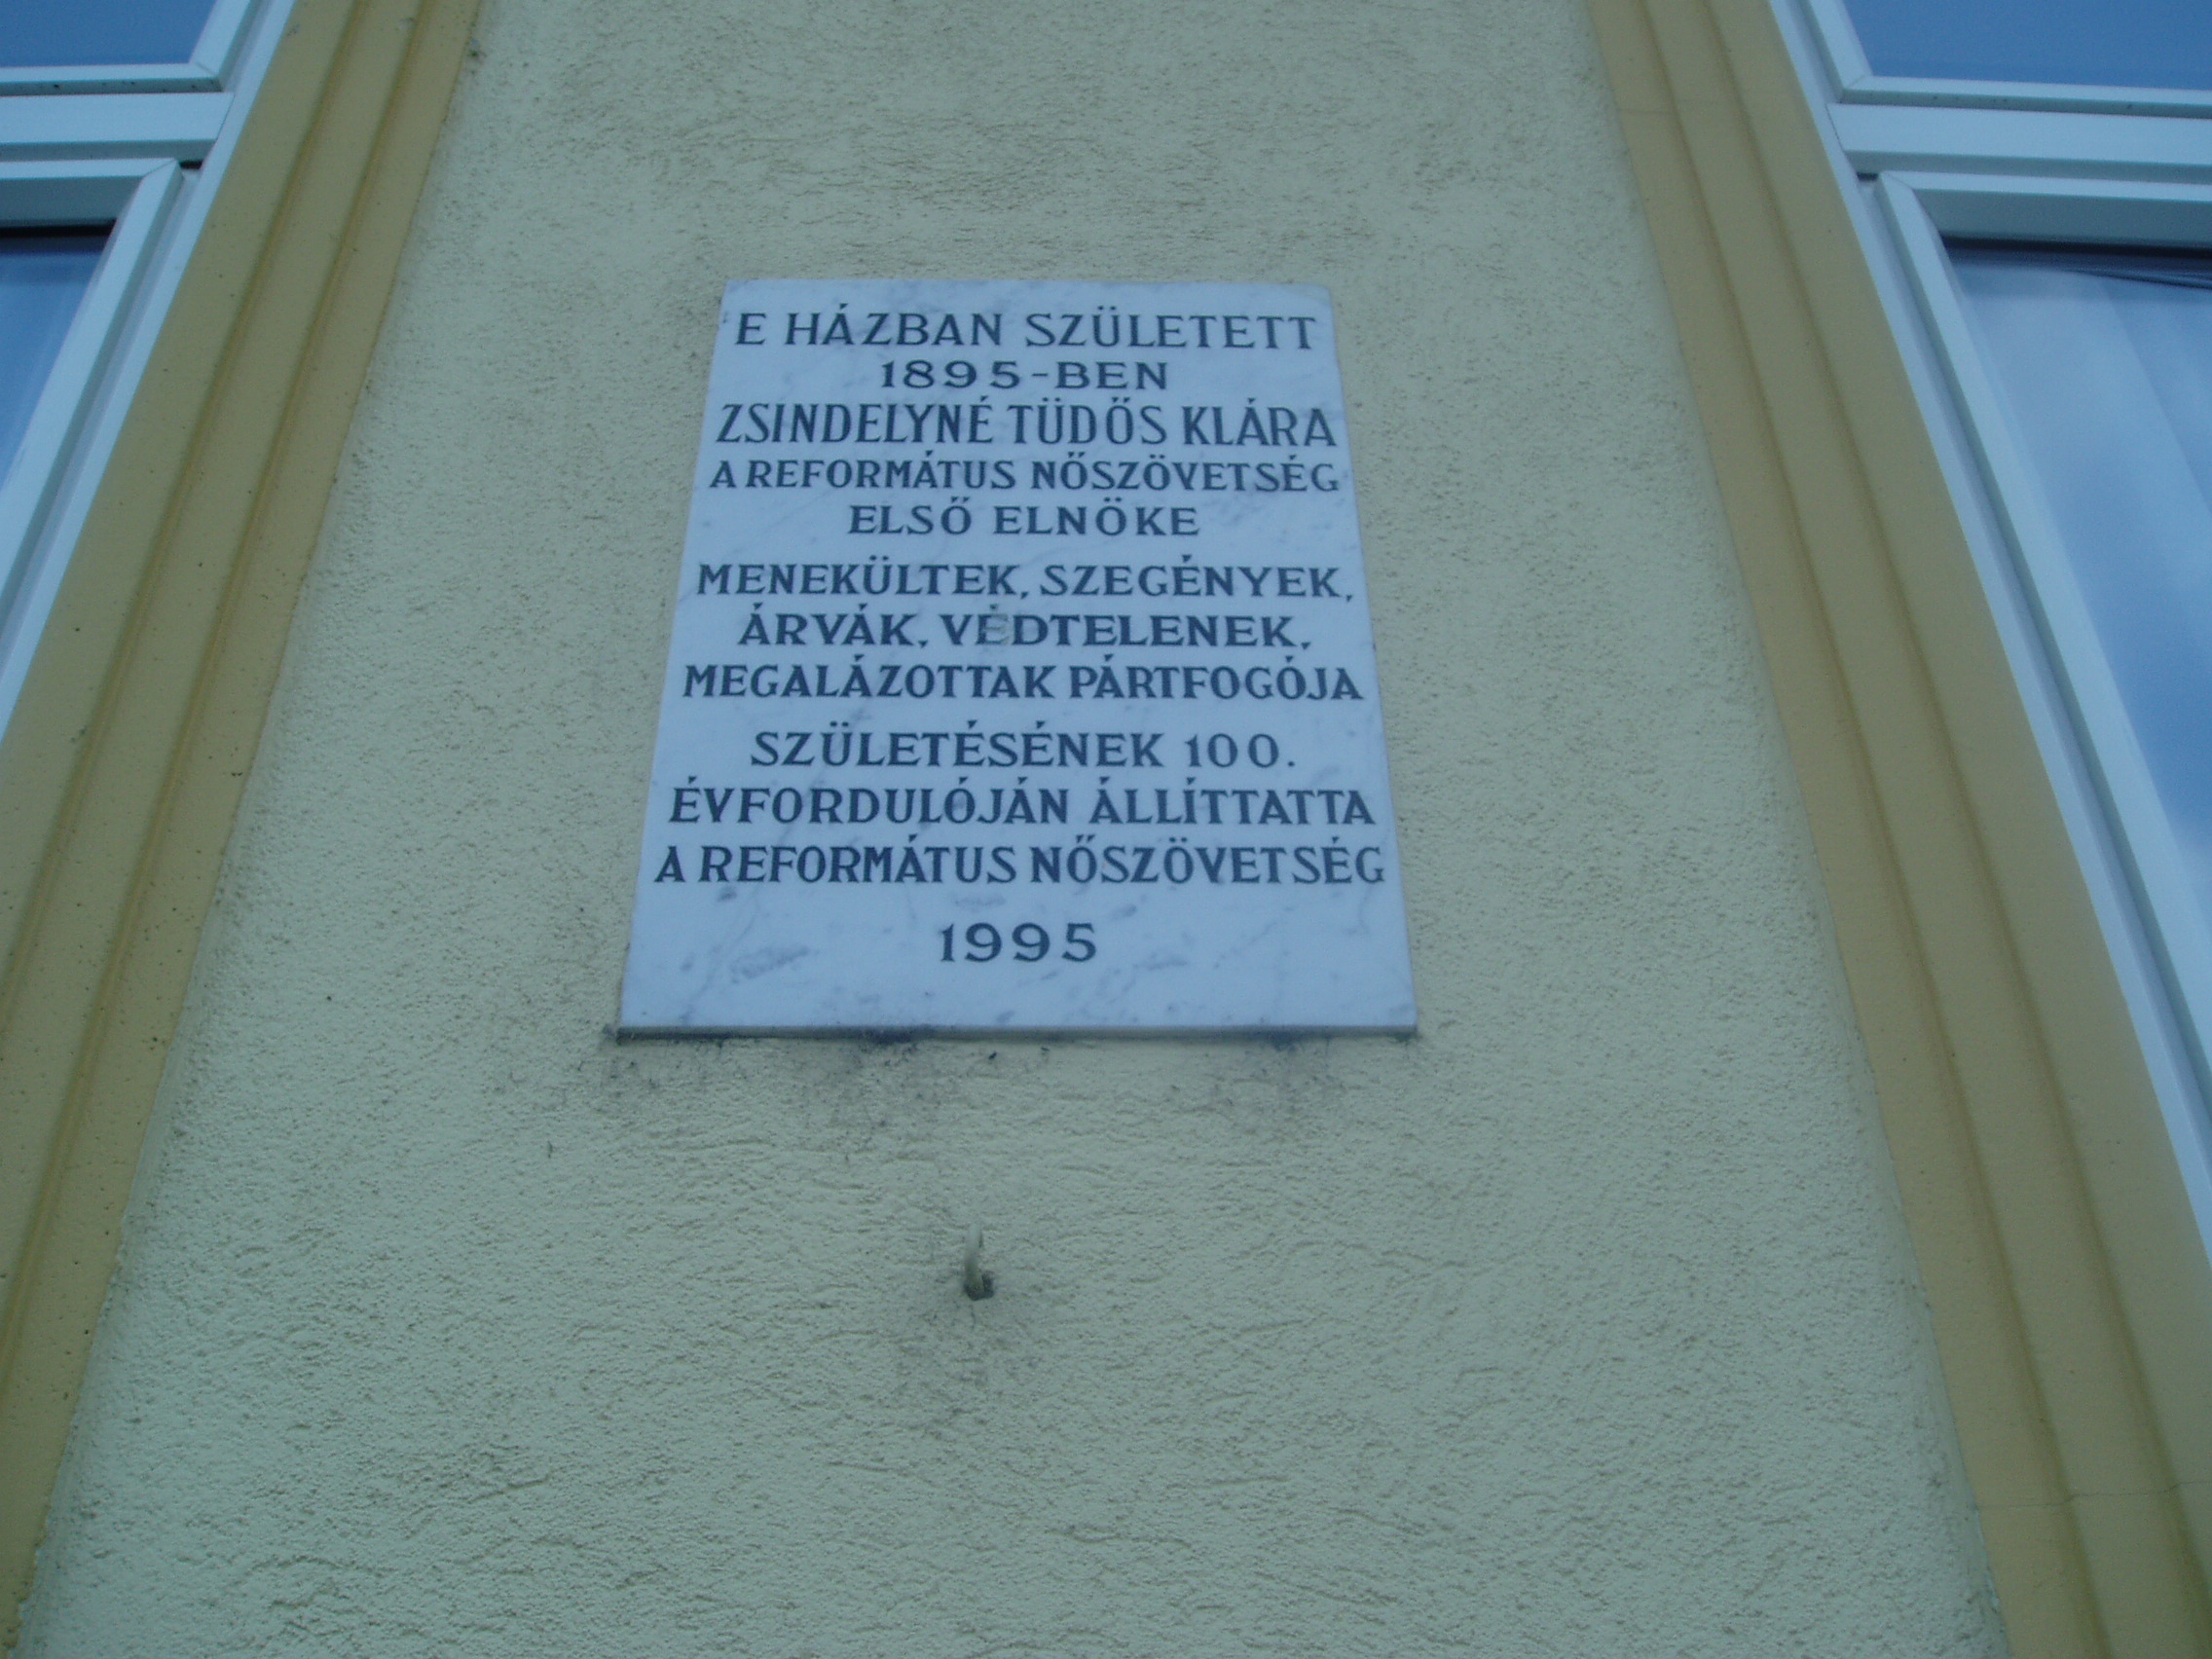 E HÁZBAN SZÜLETETT
1895-BEN
ZSINDELYNÉ TÜDŐS KLÁRA
A REFORMÁTUS NŐSZÖVETSÉG
ELSŐ ELNÖKE
MENEKÜLTEK, SZEGÉNYEK,
ÁRVÁK, VÉDTELENEK,
MEGALÁZOTTAK PÁRTFOGÓJA
SZÜLETÉSÉNEK 100.
ÉVFORDULÓJÁN ÁLLÍTTATTA
A REFORMÁTUS NŐSZÖVETSÉG
1995